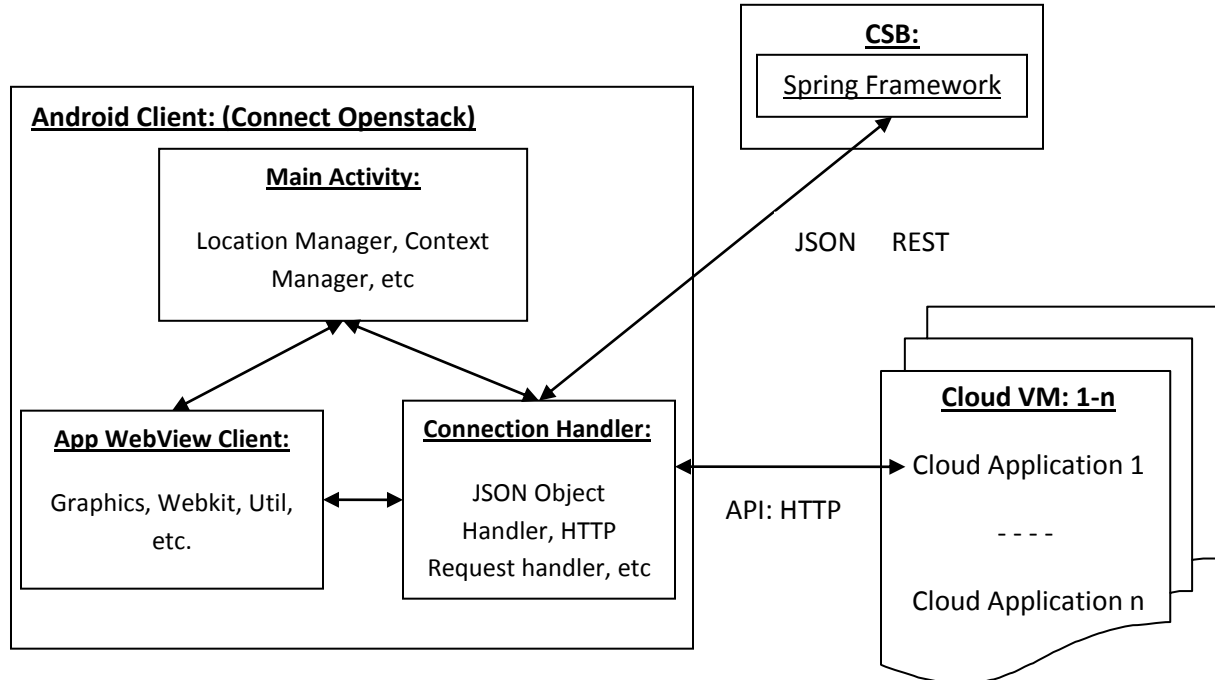 CSB:
Spring Framework
Android Client: (Connect Openstack)
Main Activity:
Location Manager, Context
Manager, etc
JSON REST
App WebView Client:
Graphics, Webkit, Util,
etc.
Connection Handler:
JSON Object
Handler, HTTP
Request handler, etc
API: HTTP
Cloud VM: 1-n
Cloud Application 1
- - - -
Cloud Application n